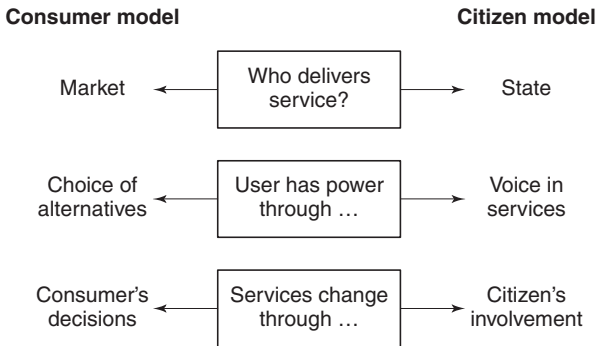 Consumer model
Citizen model
Market
Who delivers
service?
State
Choice of
alternatives
User has power
through …
Voice in
services
Consumer's
decisions
Services change
through …
Citizen's
involvement